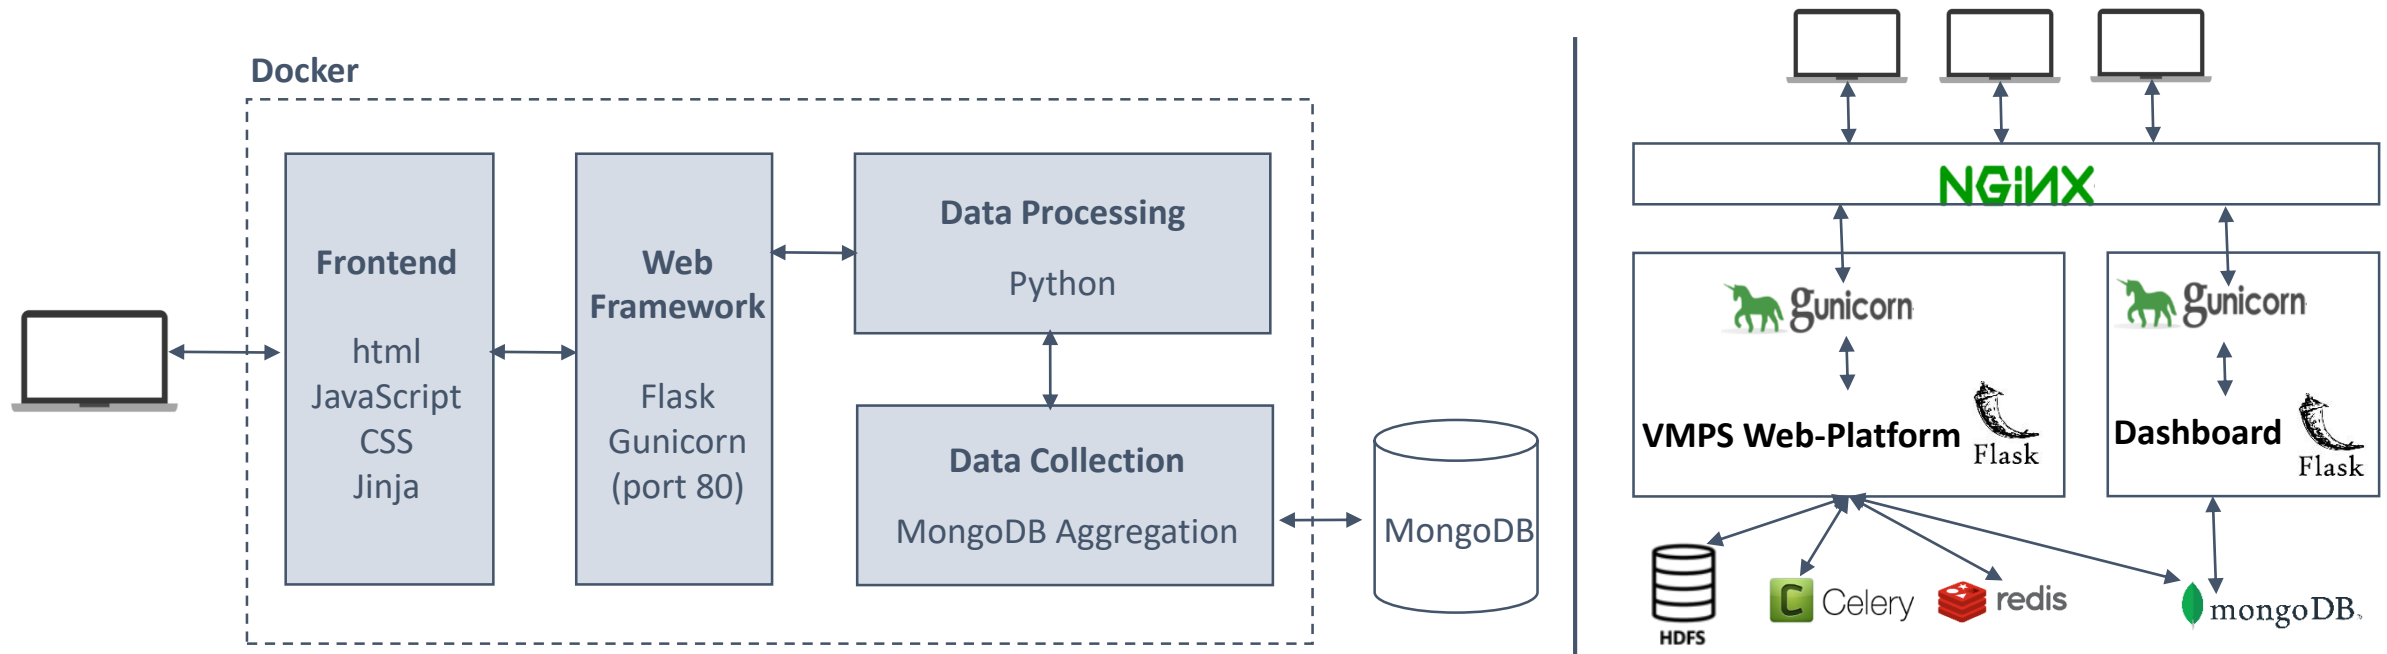 Docker
Frontend
html
JavaScript
CSS
Jinja
Web
Framework
Flask
Gunicorn
(port 80)
Data Processing
Python
Data Collection
MongoDB Aggregation
MongoDB
NGiNX
gunicorn
VMPS Web-Platform
Flask
gunicorn
Dashboard
Flask
HDFS
C Celery
redis
mongoDB